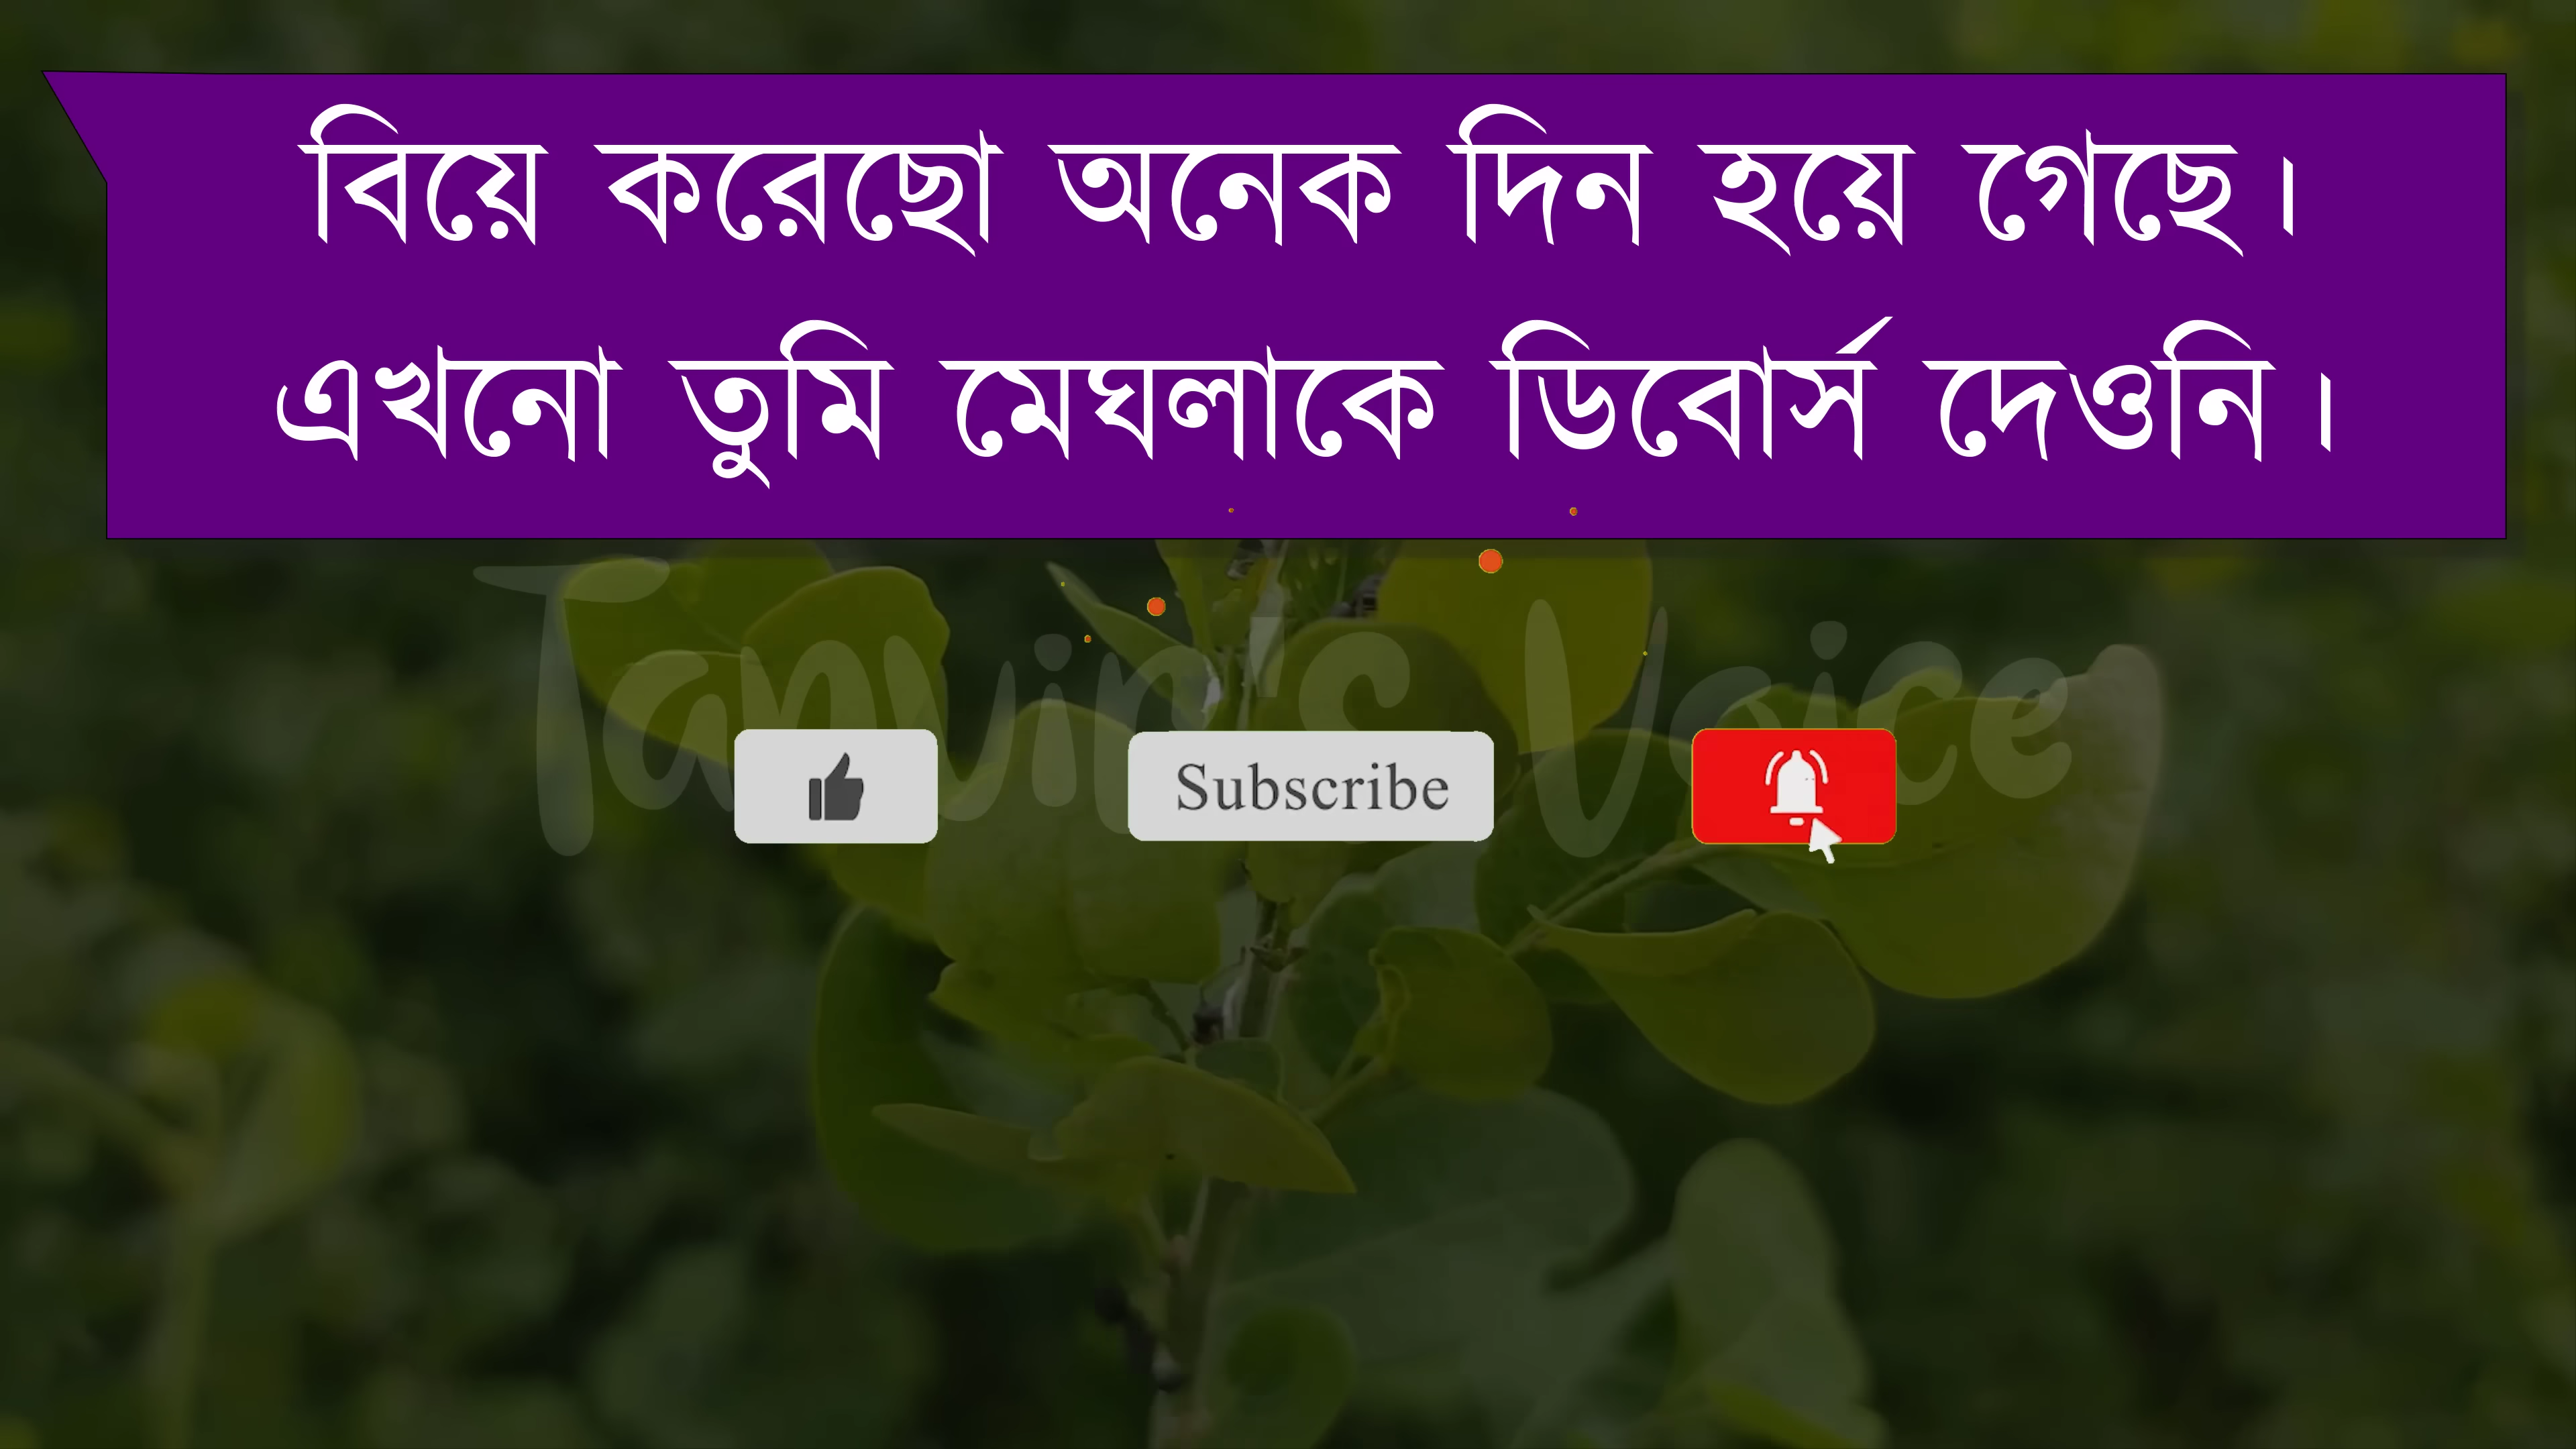 বিয়ে করেছো অনেক দিন হয়ে গেছে।
এখনো তুমি মেঘলাকে ডিবোর্স দেওনি।
Tanvir's Voice
Subscribe